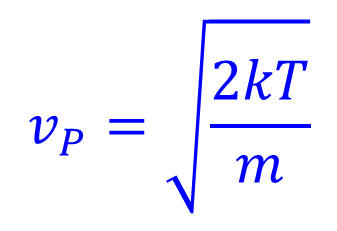 v_P = √(2kT/m)